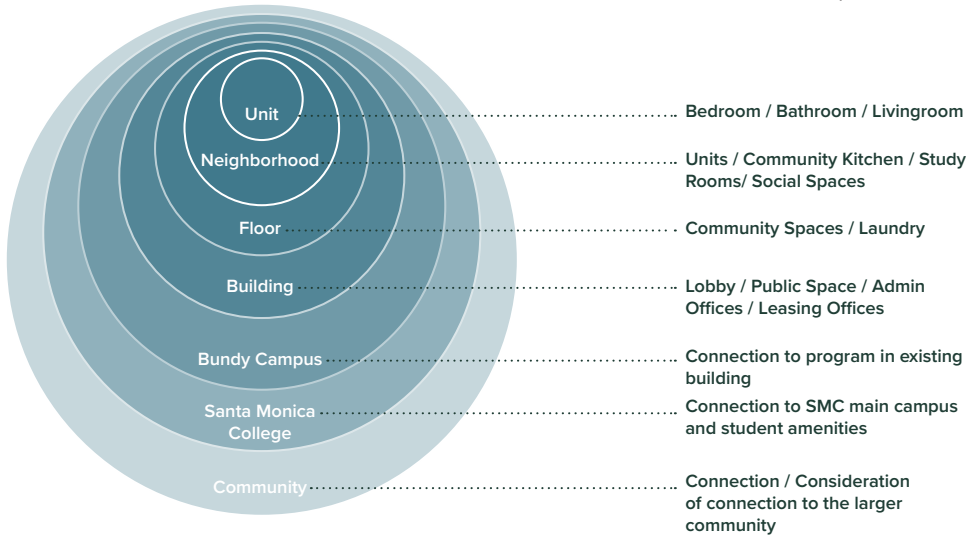 Unit
Bedroom / Bathroom / Livingroom
Neighborhood
Units / Community Kitchen / Study
Rooms/ Social Spaces
Floor
Community Spaces / Laundry
Building
Lobby / Public Space / Admin
Offices / Leasing Offices
Bundy Campus
Connection to program in existing
building
Santa Monica
College
Connection to SMC main campus
and student amenities
Community
Connection / Consideration
of connection to the larger
community